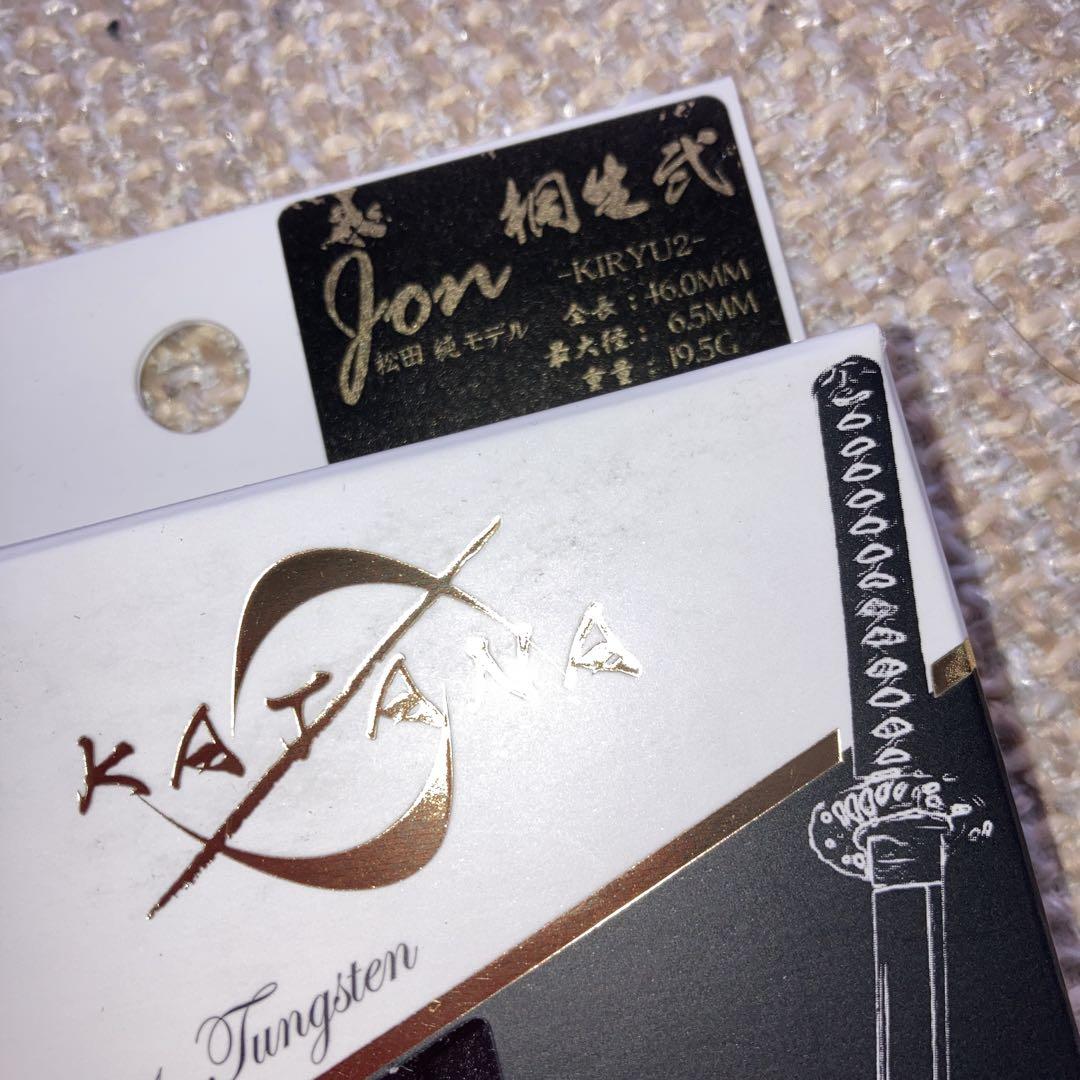 桐生弐
Jon
-KIRYU2-
松田 純モデル
全長：46.0MM
最大径：6.5MM
重量：19.5G
KATANA
Tungsten